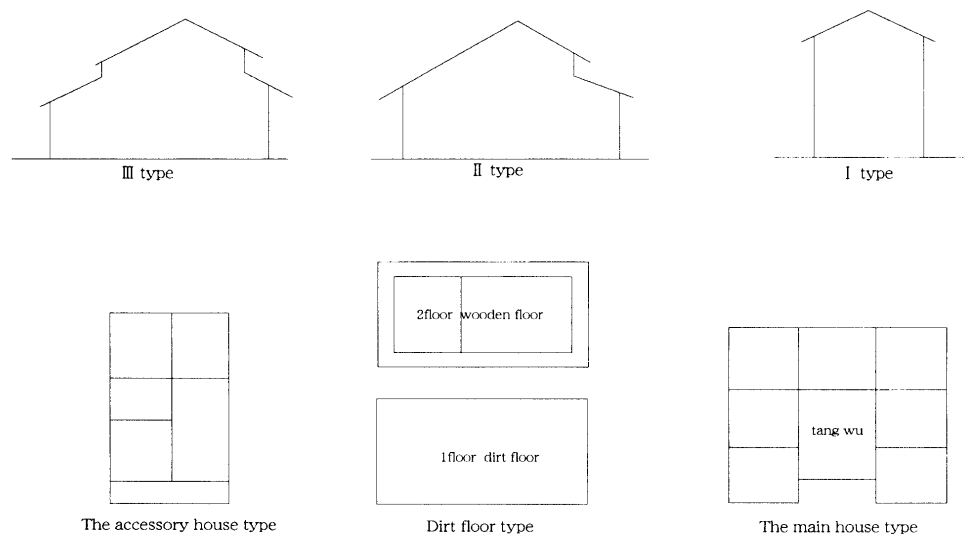 Ⅲ type
Ⅱ type
Ⅰ type
2floor wooden floor
tang wu
1floor dirt floor
The accessory house type
Dirt floor type
The main house type